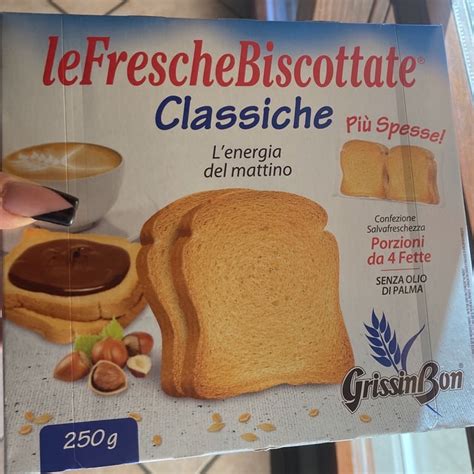 leFrescheBiscottate®
Classiche
Più Spesse!
L'energia
del mattino
Confezione
Salvafreschezza
Porzioni
da 4 Fette
SENZA OLIO
DI PALMA
GrissinBon®
250g